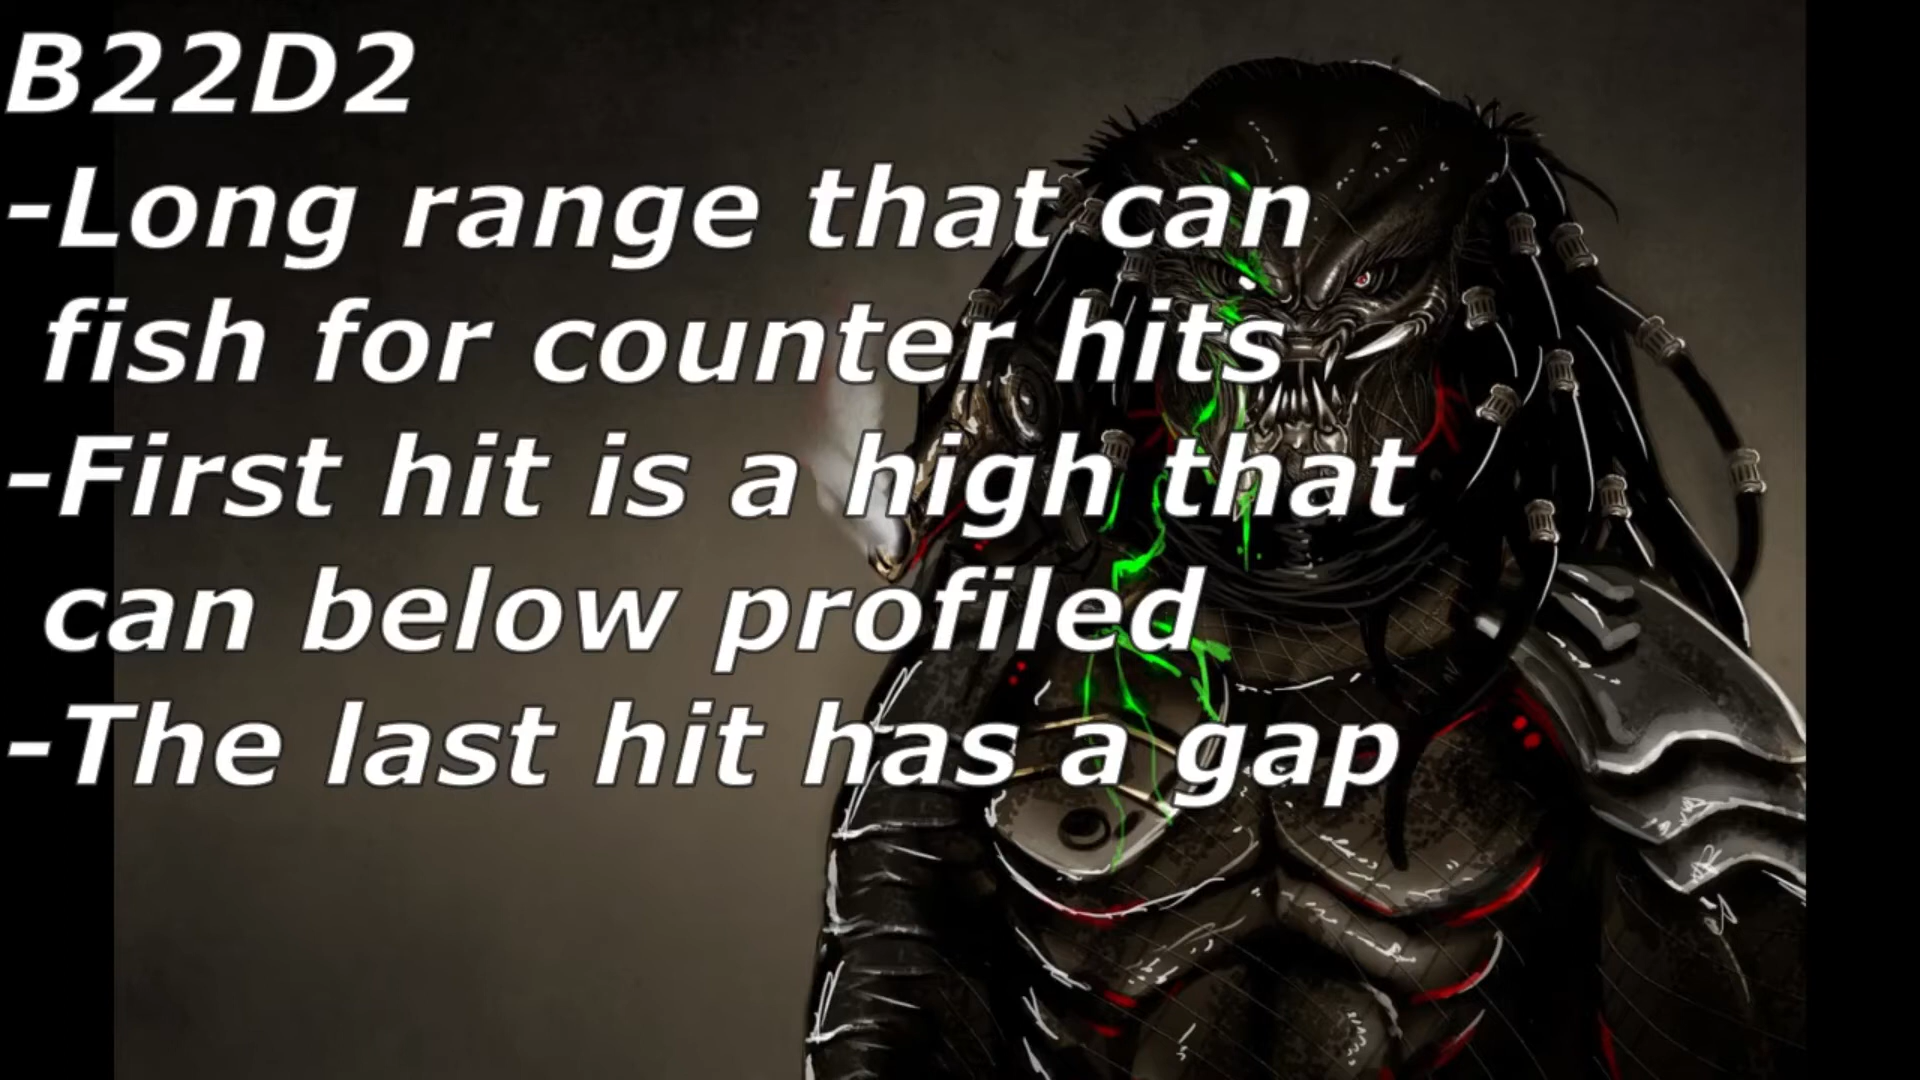 B22D2
-Long range that can
fish for counter hits
-First hit is a high that
can below profiled
-The last hit has a gap